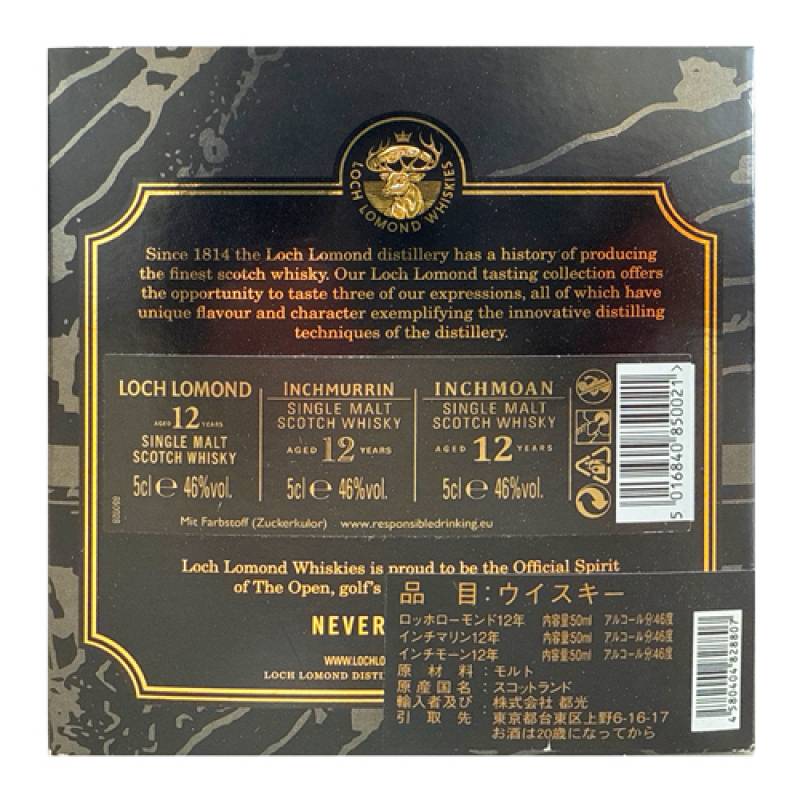 LOCH LOMOND WHISKIES
Since 1814 the Loch Lomond distillery has a history of producing
the finest scotch whisky. Our Loch Lomond tasting collection offers
the opportunity to taste three of our expressions, all of which have
unique flavour and character exemplifying the innovative distilling
techniques of the distillery.
LOCH LOMOND
AGED 12 YEARS
SINGLE MALT
SCOTCH WHISKY
5cl ℮ 46%vol.
INCHMURRIN
SINGLE MALT
SCOTCH WHISKY
AGED 12 YEARS
5cl ℮ 46%vol.
INCHMOAN
SINGLE MALT
SCOTCH WHISKY
AGED 12 YEARS
5cl ℮ 46%vol.
5 016840 850021 >
Mit Farbstoff (Zuckerkulor) www.responsibledrinking.eu
Loch Lomond Whiskies is proud to be the Official Spirit
of The Open, golf's
NEVER
WWW.LOCHLO
LOCH LOMOND DISTIL
品 目:ウイスキー
ロッホローモンド12年 内容量50ml アルコール分46度
インチマリン12年 内容量50ml アルコール分46度
インチモーン12年 内容量50ml アルコール分46度
原材料:モルト
原産国名:スコットランド
輸入者及び 株式会社 都光
引取先:東京都台東区上野6-16-17
お酒は20歳になってから
4 580404 828807